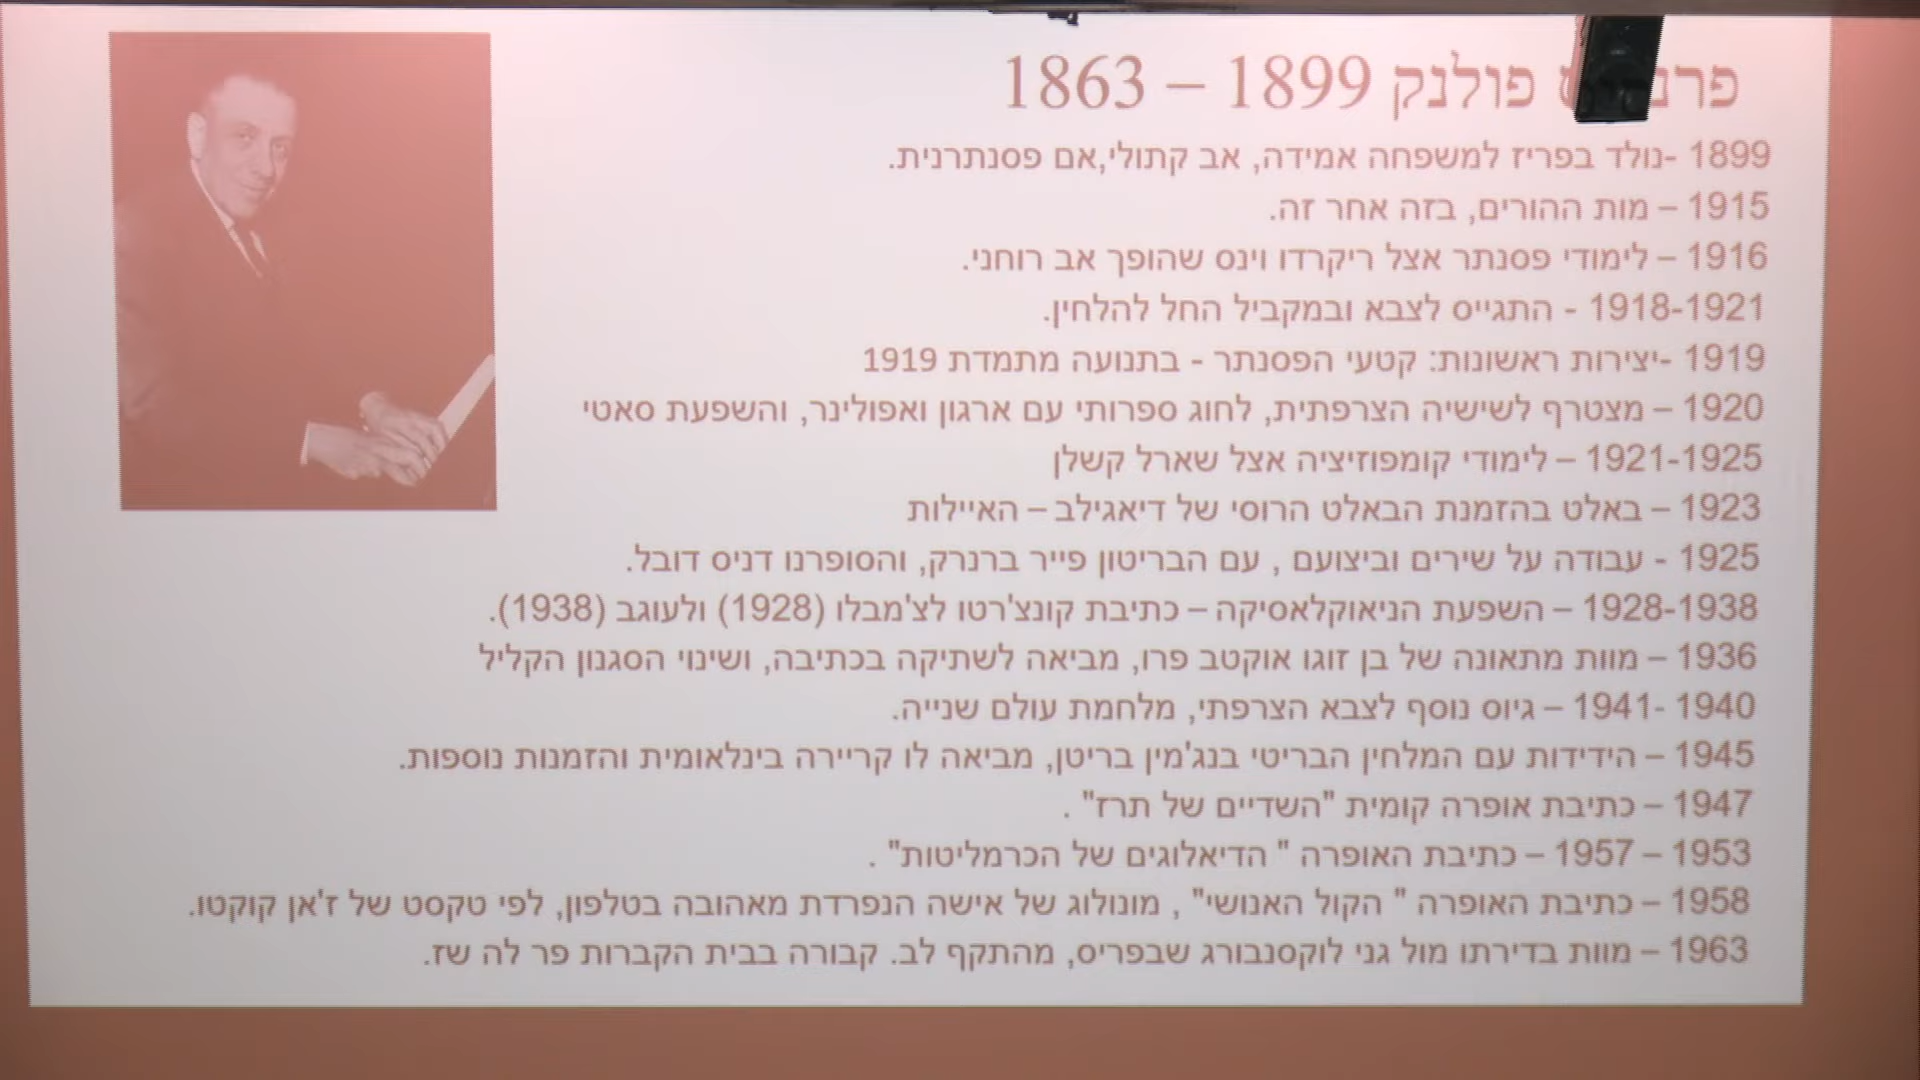 פולנק 1899 – 1863
1899 -נולד בפריז למשפחה אמידה, אב קתולי,אם פסנתרנית.
1915 – מות ההורים, בזה אחר זה.
1916 – לימודי פסנתר אצל ריקרדו וינס שהופך אב רוחני.
1918-1921 - התגייס לצבא ובמקביל החל להלחין.
1919 -יצירות ראשונות: קטעי הפסנתר - בתנועה מתמדת 1919
1920 – מצטרף לשישיה הצרפתית, לחוג ספרותי עם ארגון ואפולינר, והשפעת סאטי
1921-1925 – לימודי קומפוזיציה אצל שארל קשלן
1923 – באלט בהזמנת הבאלט הרוסי של דיאגילב – האיילות
1925 - עבודה על שירים וביצועם , עם הבריטון פייר ברנרק, והסופרנו דניס דובל.
1928-1938 – השפעת הניאוקלאסיקה – כתיבת קונצ'רטו לצ'מבלו (1928) ולעוגב (1938).
1936 – מוות מתאונה של בן זוגו אוקטב פרו, מביאה לשתיקה בכתיבה, ושינוי הסגנון הקליל
1940 -1941 – גיוס נוסף לצבא הצרפתי, מלחמת עולם שנייה.
1945 – הידידות עם המלחין הבריטי בנג'מין בריטן, מביאה לו קריירה בינלאומית והזמנות נוספות.
1947 – כתיבת אופרה קומית "השדיים של תרז" .
1953 – 1957 – כתיבת האופרה " הדיאלוגים של הכרמליטות" .
1958 – כתיבת האופרה " הקול האנושי" , מונולוג של אישה הנפרדת מאהובה בטלפון, לפי טקסט של ז'אן קוקטו.
1963 – מוות בדירתו מול גני לוקסנבורג שבפריס, מהתקף לב. קבורה בבית הקברות פר לה שז.